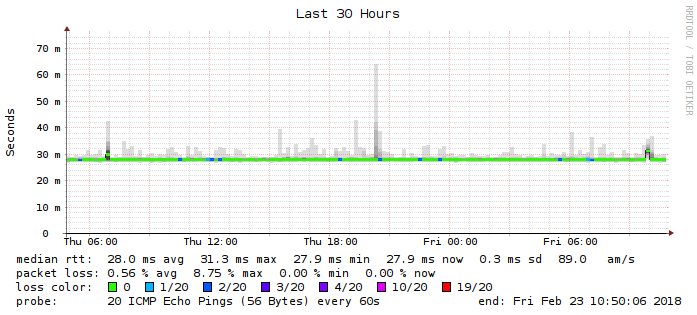 Last 30 Hours
RRDTOOL / TOBI OETIKER
Seconds
70 m
60 m
50 m
40 m
30 m
20 m
10 m
0
Thu 06:00 Thu 12:00 Thu 18:00 Fri 00:00 Fri 06:00
median rtt: 28.0 ms avg 31.3 ms max 27.9 ms min 27.9 ms now 0.3 ms sd 89.0 am/s
packet loss: 0.56 % avg 8.75 % max 0.00 % min 0.00 % now
loss color: 0 1/20 2/20 3/20 4/20 10/20 19/20
probe: 20 ICMP Echo Pings (56 Bytes) every 60s end: Fri Feb 23 10:50:06 2018